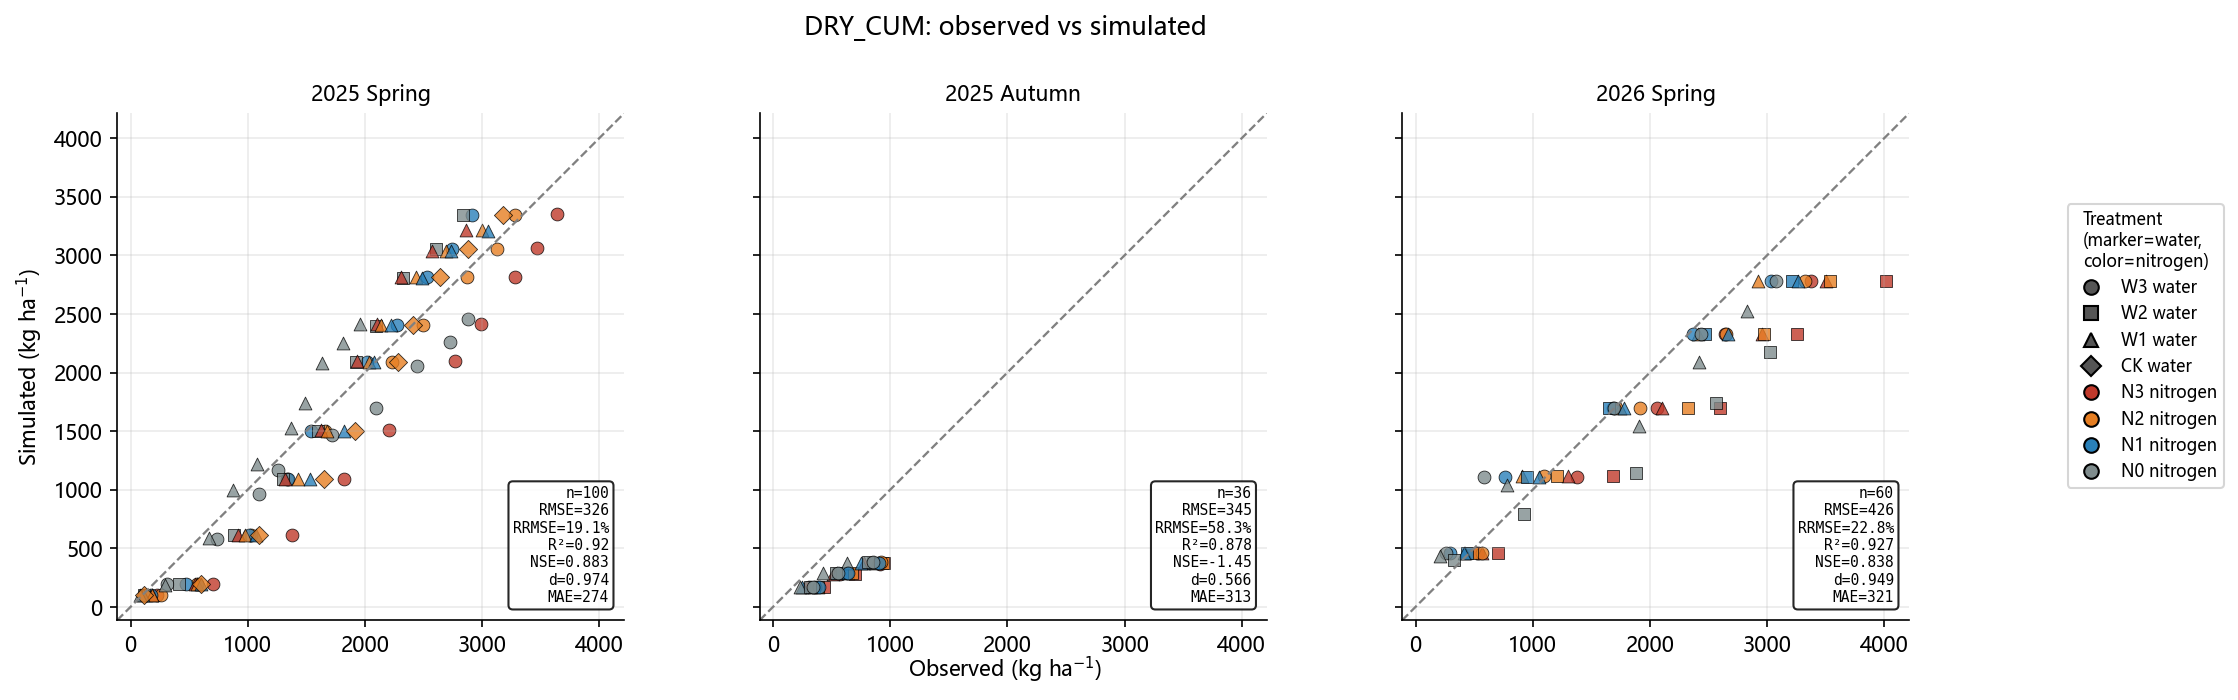 DRY_CUM: observed vs simulated
2025 Spring
2025 Autumn
2026 Spring
Simulated (kg ha⁻¹)
4000
3500
3000
2500
2000
1500
1000
500
0
n=100
RMSE=326
RRMSE=19.1%
R²=0.92
NSE=0.883
d=0.974
MAE=274
n=36
RMSE=345
RRMSE=58.3%
R²=0.878
NSE=-1.45
d=0.566
MAE=313
n=60
RMSE=426
RRMSE=22.8%
R²=0.927
NSE=0.838
d=0.949
MAE=321
0 1000 2000 3000 4000
0 1000 2000 3000 4000
0 1000 2000 3000 4000
Observed (kg ha⁻¹)
Treatment
(marker=water,
color=nitrogen)
W3 water
W2 water
W1 water
CK water
N3 nitrogen
N2 nitrogen
N1 nitrogen
N0 nitrogen